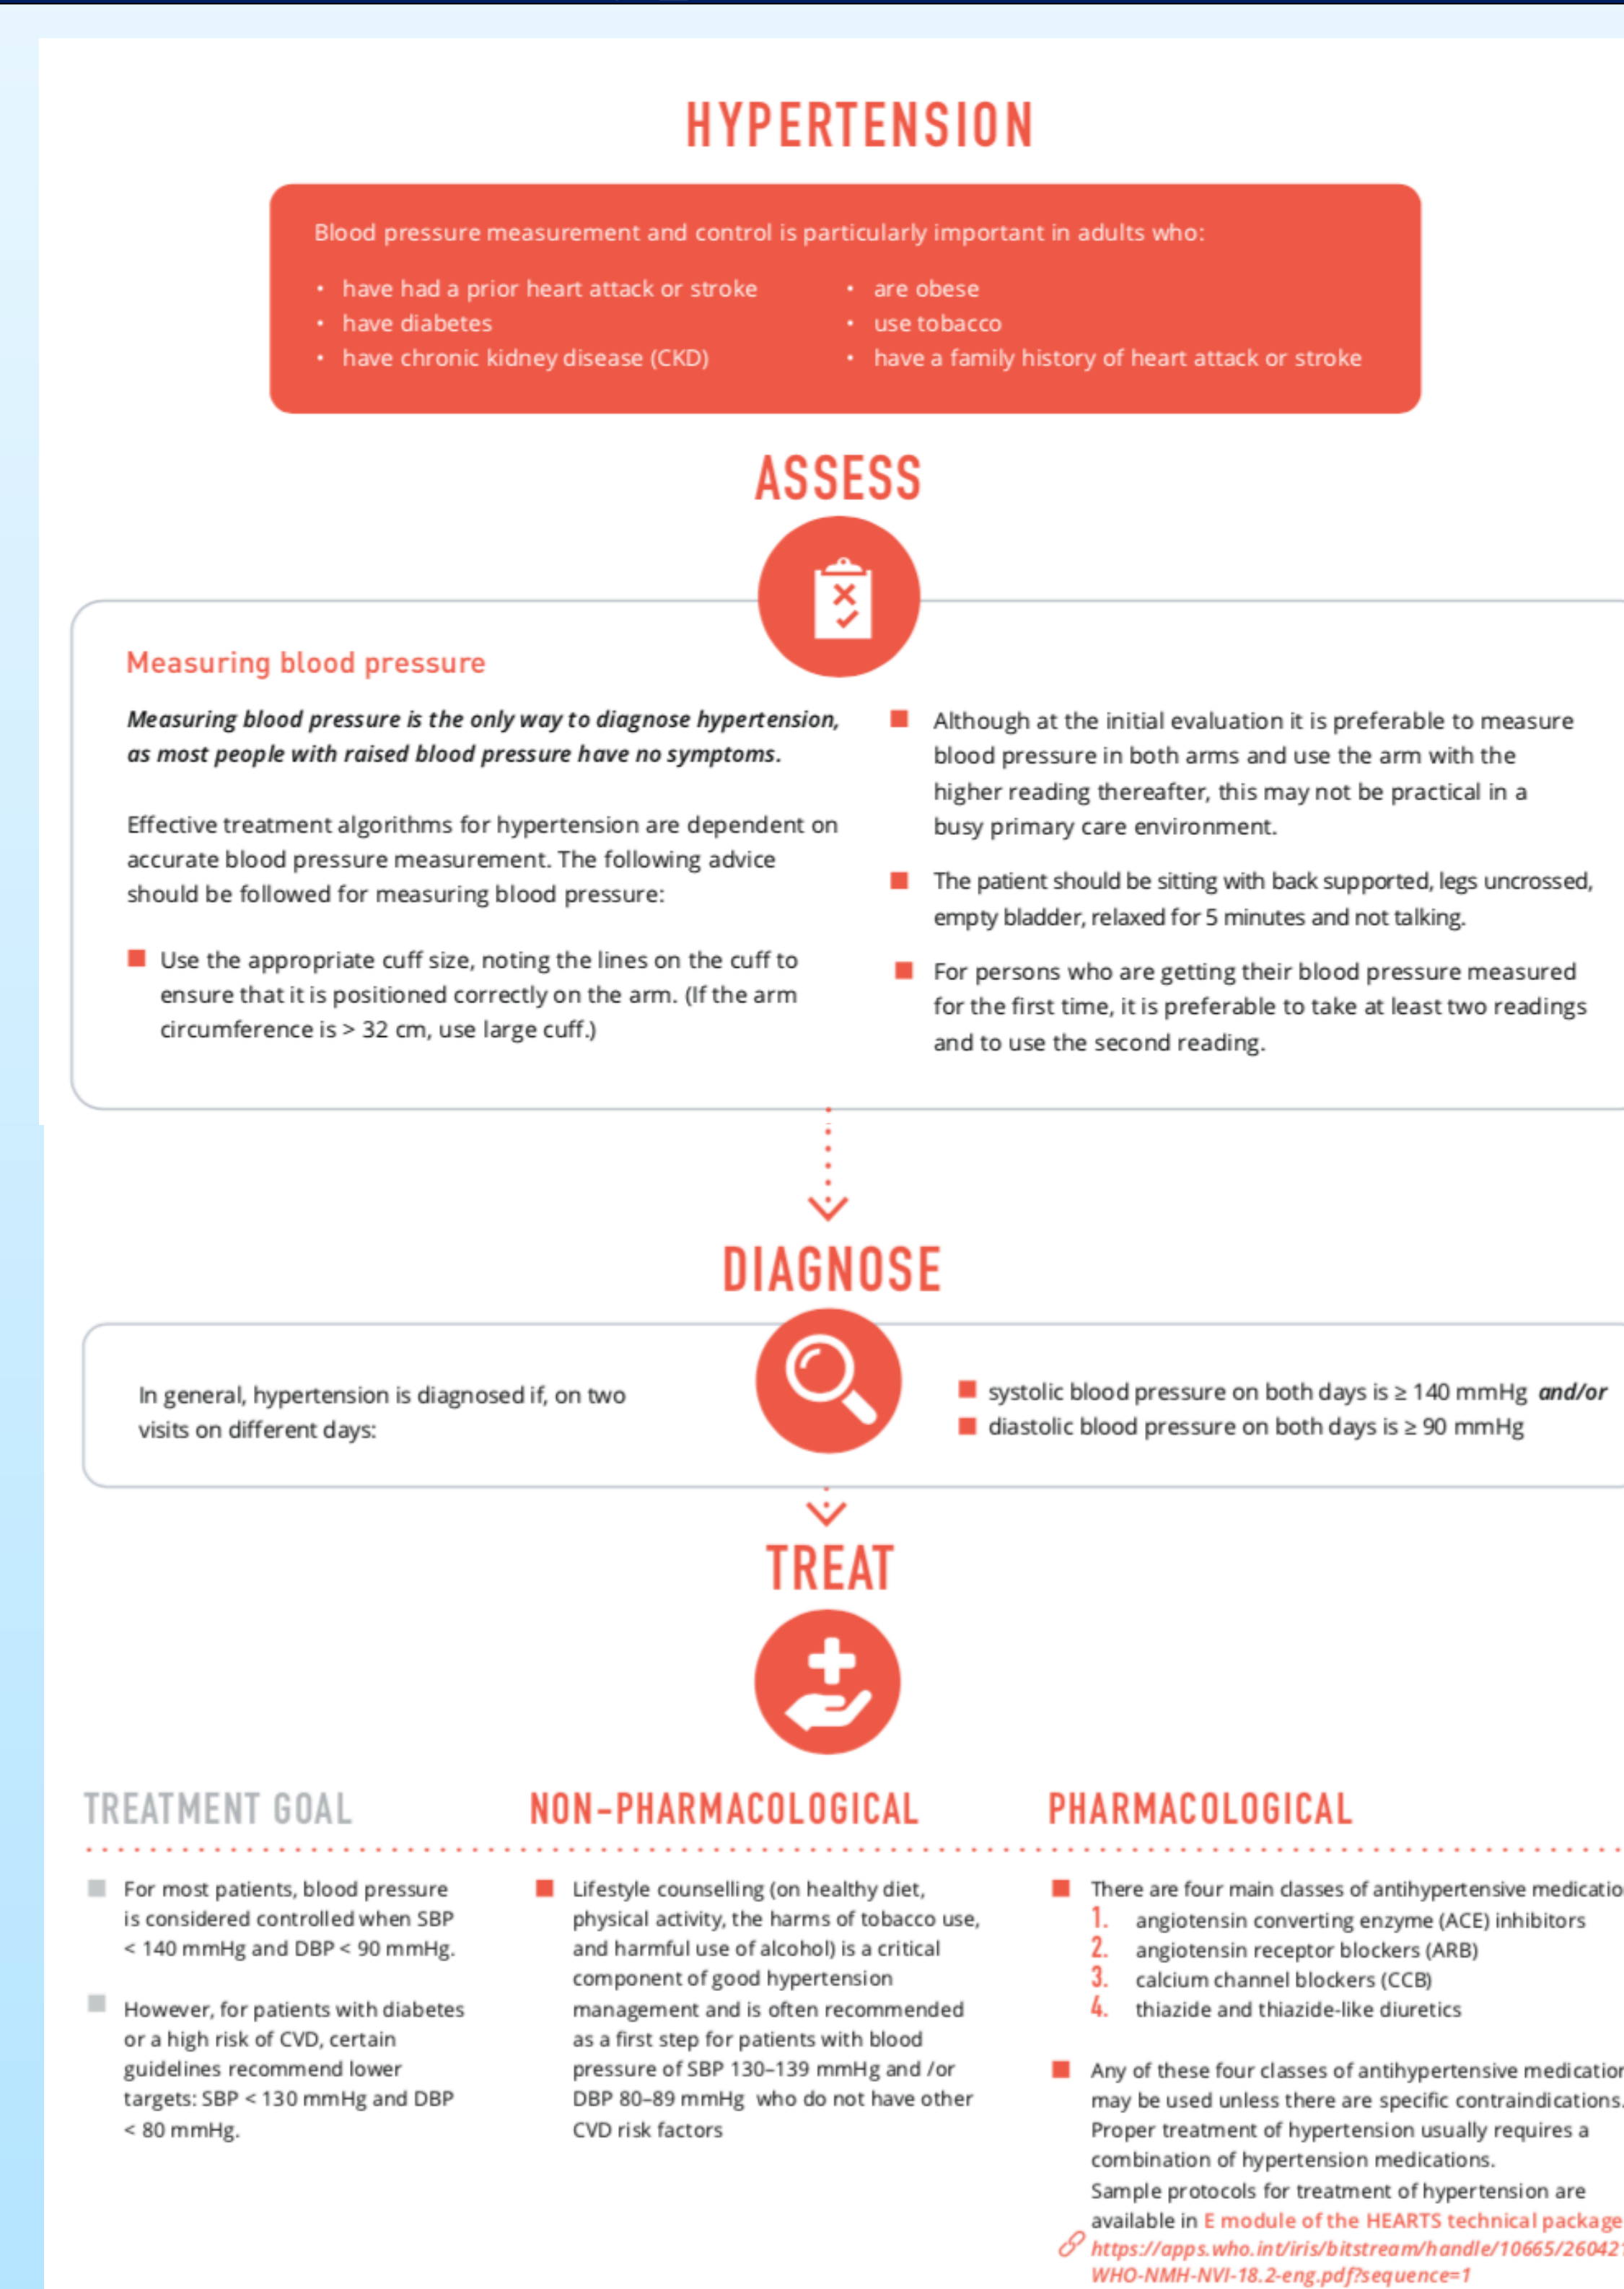 HYPERTENSION
Blood pressure measurement and control is particularly important in adults who:
• have had a prior heart attack or stroke
• have diabetes
• have chronic kidney disease (CKD)
• are obese
• use tobacco
• have a family history of heart attack or stroke
ASSESS
Measuring blood pressure
Measuring blood pressure is the only way to diagnose hypertension,
as most people with raised blood pressure have no symptoms.
Effective treatment algorithms for hypertension are dependent on
accurate blood pressure measurement. The following advice
should be followed for measuring blood pressure:
Use the appropriate cuff size, noting the lines on the cuff to
ensure that it is positioned correctly on the arm. (If the arm
circumference is > 32 cm, use large cuff.)
Although at the initial evaluation it is preferable to measure
blood pressure in both arms and use the arm with the
higher reading thereafter, this may not be practical in a
busy primary care environment.
The patient should be sitting with back supported, legs uncrossed,
empty bladder, relaxed for 5 minutes and not talking.
For persons who are getting their blood pressure measured
for the first time, it is preferable to take at least two readings
and to use the second reading.
DIAGNOSE
In general, hypertension is diagnosed if, on two
visits on different days:
systolic blood pressure on both days is ≥ 140 mmHg and/or
diastolic blood pressure on both days is ≥ 90 mmHg
TREAT
TREATMENT GOAL
For most patients, blood pressure
is considered controlled when SBP
< 140 mmHg and DBP < 90 mmHg.
However, for patients with diabetes
or a high risk of CVD, certain
guidelines recommend lower
targets: SBP < 130 mmHg and DBP
< 80 mmHg.
NON-PHARMACOLOGICAL
Lifestyle counselling (on healthy diet,
physical activity, the harms of tobacco use,
and harmful use of alcohol) is a critical
component of good hypertension
management and is often recommended
as a first step for patients with blood
pressure of SBP 130–139 mmHg and /or
DBP 80–89 mmHg who do not have other
CVD risk factors
PHARMACOLOGICAL
There are four main classes of antihypertensive
1. angiotensin converting enzyme (ACE) inhibitors
2. angiotensin receptor blockers (ARB)
3. calcium channel blockers (CCB)
4. thiazide and thiazide-like diuretics
Any of these four classes of antihypertensive
may be used unless there are specific contraindications.
Proper treatment of hypertension usually requires a
combination of hypertension medications.
Sample protocols for treatment of hypertension are
available in E module of the HEARTS technical package
https://apps.who.int/iris/bitstream/handle/10665/26042
WHO-NMH-NVI-18.2-eng.pdf?sequence=1